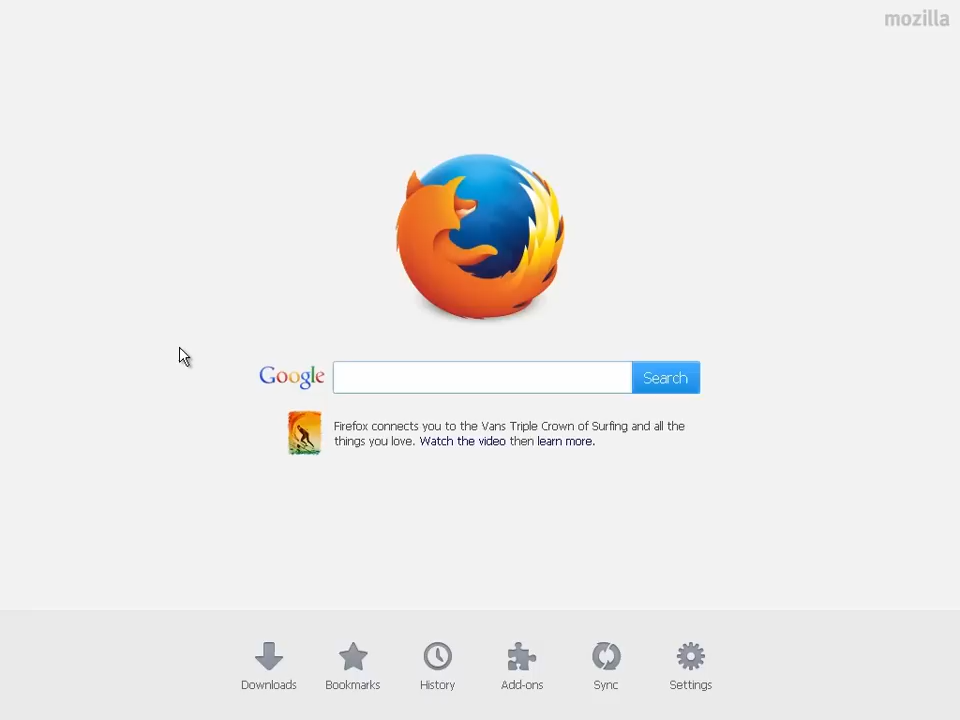 mozilla
Google
Search
Firefox connects you to the Vans Triple Crown of Surfing and all the
things you love. Watch the video then learn more.
Downloads
Bookmarks
History
Add-ons
Sync
Settings